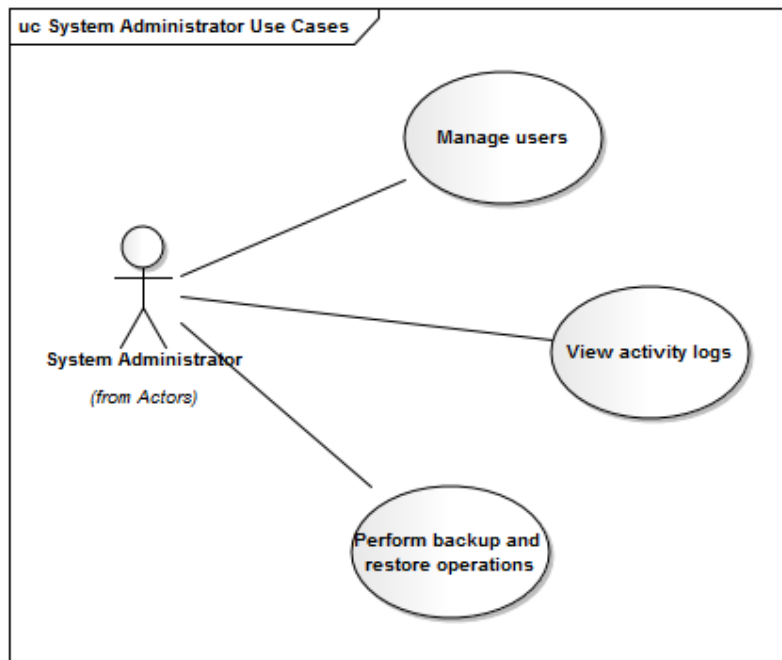 uc System Administrator Use Cases
Manage users
System Administrator
(from Actors)
View activity logs
Perform backup and
restore operations